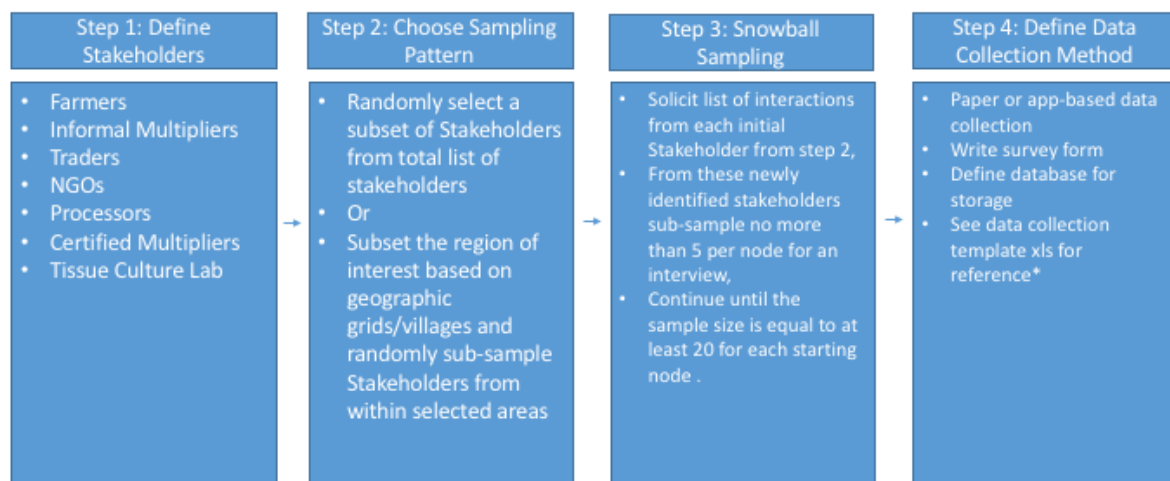 Step 1: Define
Stakeholders
• Farmers
• Informal Multipliers
• Traders
• NGOs
• Processors
• Certified Multipliers
• Tissue Culture Lab
Step 2: Choose Sampling
Pattern
• Randomly select a
subset of Stakeholders
from total list of
stakeholders
• Or
• Subset the region of
interest based on
geographic
grids/villages and
randomly sub-sample
Stakeholders from
within selected areas
Step 3: Snowball
Sampling
• Solicit list of interactions
from each initial
Stakeholder from step 2,
• From these newly
identified stakeholders
sub-sample no more
than 5 per node for an
interview,
• Continue until the
sample size is equal to at
least 20 for each starting
node .
Step 4: Define Data
Collection Method
• Paper or app-based data
collection
• Write survey form
• Define database for
storage
• See data collection
template xls for
reference*